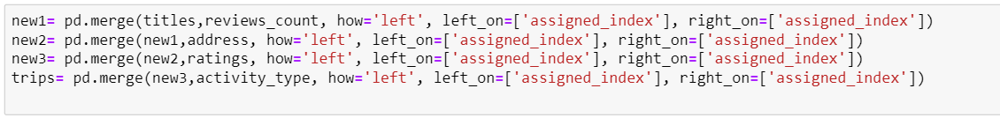 new1= pd.merge(titles,reviews_count, how='left', left_on=['assigned_index'], right_on=['assigned_index'])
new2= pd.merge(new1,address, how='left', left_on=['assigned_index'], right_on=['assigned_index'])
new3= pd.merge(new2,ratings, how='left', left_on=['assigned_index'], right_on=['assigned_index'])
trips= pd.merge(new3,activity_type, how='left', left_on=['assigned_index'], right_on=['assigned_index'])